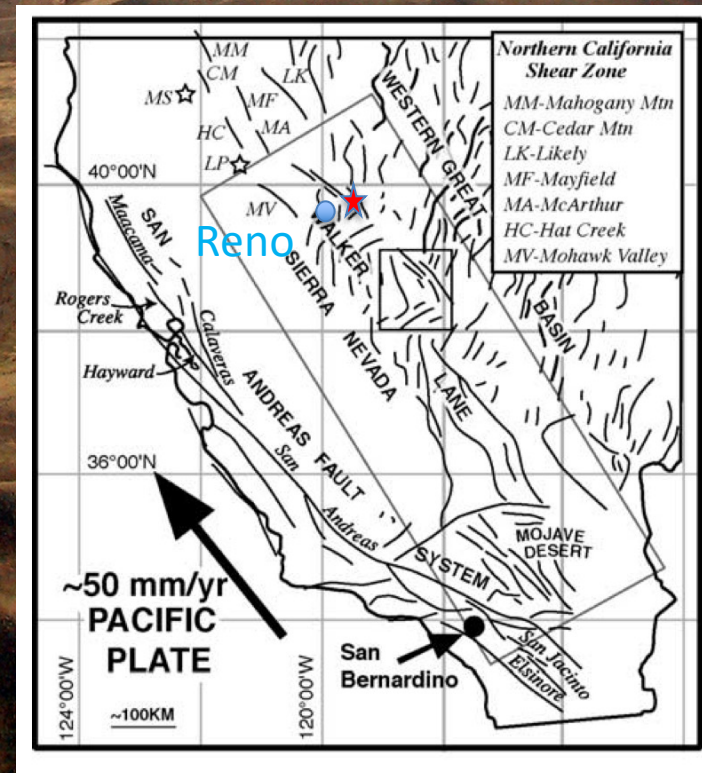 Northern California
Shear Zone
MM-Mahogany Mtn
CM-Cedar Mtn
LK-Likely
MF-Mayfield
MA-McArthur
HC-Hat Creek
MV-Mohawk Valley
MM
CM
LK
MS
MF
HC
MA
LP
40°00'N
MV
Reno
WESTERN GREAT
BASIN
WALKER
LANE
SIERRA
NEVADA
SAN
ANDREAS FAULT
SYSTEM
Maacama
Rogers
Creek
Calaveras
Hayward
San
Andreas
36°00'N
MOJAVE
DESERT
~50 mm/yr
PACIFIC
PLATE
San
Bernardino
San Jacinto
Elsinore
124°00'W
120°00'W
~100KM